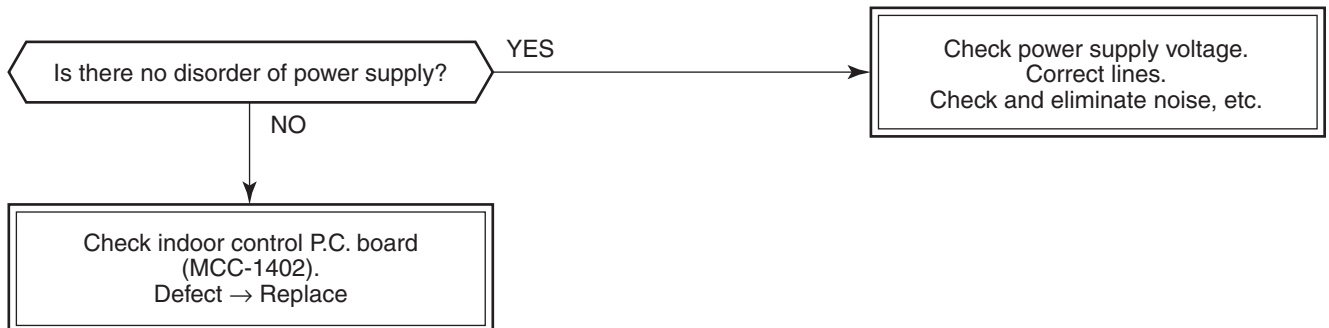 Is there no disorder of power supply?
YES
Check power supply voltage.
Correct lines.
Check and eliminate noise, etc.
NO
Check indoor control P.C. board
(MCC-1402).
Defect → Replace